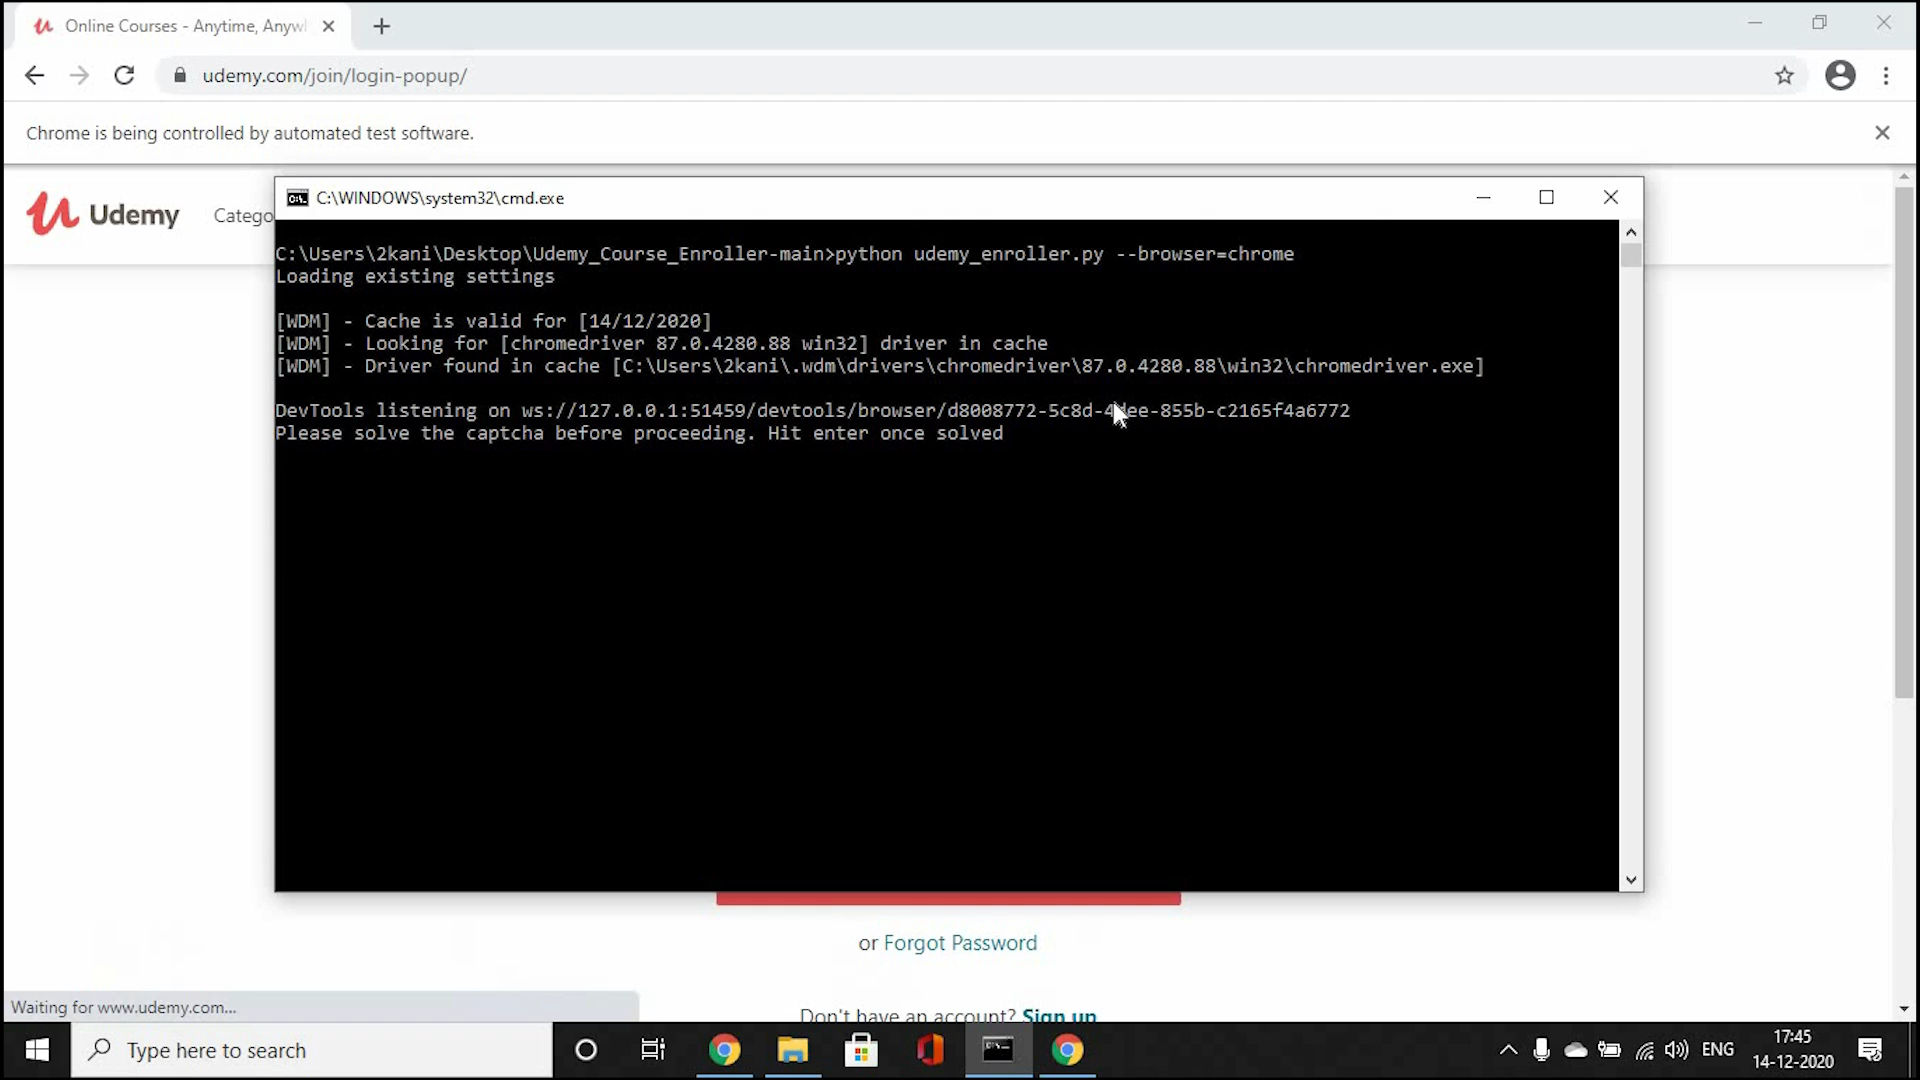 Online Courses - Anytime, Anywh
udemy.com/join/login-popup/
Chrome is being controlled by automated test software.
Udemy
Catego
C:\WINDOWS\system32\cmd.exe
C:\Users\2kani\Desktop\Udemy_Course_Enroller-main>python udemy_enroller.py --browser=chrome
Loading existing settings
[WDM] - Cache is valid for [14/12/2020]
[WDM] - Looking for [chromedriver 87.0.4280.88 win32] driver in cache
[WDM] - Driver found in cache [C:\Users\2kani\.wdm\drivers\chromedriver\87.0.4280.88\win32\chromedriver.exe]
DevTools listening on ws://127.0.0.1:51459/devtools/browser/d8008772-5c8d-4dee-855b-c2165f4a6772
Please solve the captcha before proceeding. Hit enter once solved
or Forgot Password
Don't have an account? Sign up
Waiting for www.udemy.com...
Type here to search
ENG
17:45
14-12-2020